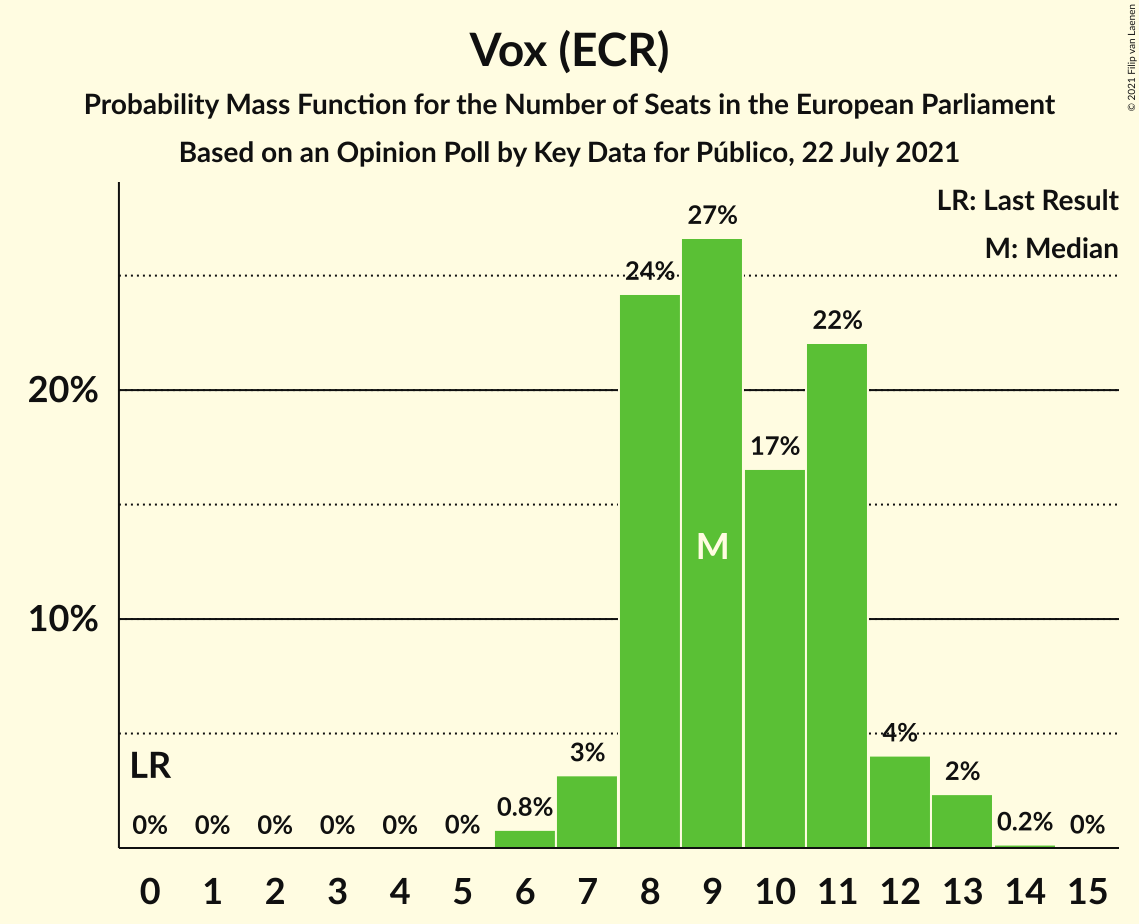 Vox (ECR)
Probability Mass Function for the Number of Seats in the European Parliament
Based on an Opinion Poll by Key Data for Público, 22 July 2021
© 2021 Filip van Laenen
LR: Last Result
M: Median
20%
10%
LR
0% 0% 0% 0% 0% 0% 0.8% 3% 24% 27% 17% 22% 4% 2% 0.2% 0%
M
0 1 2 3 4 5 6 7 8 9 10 11 12 13 14 15